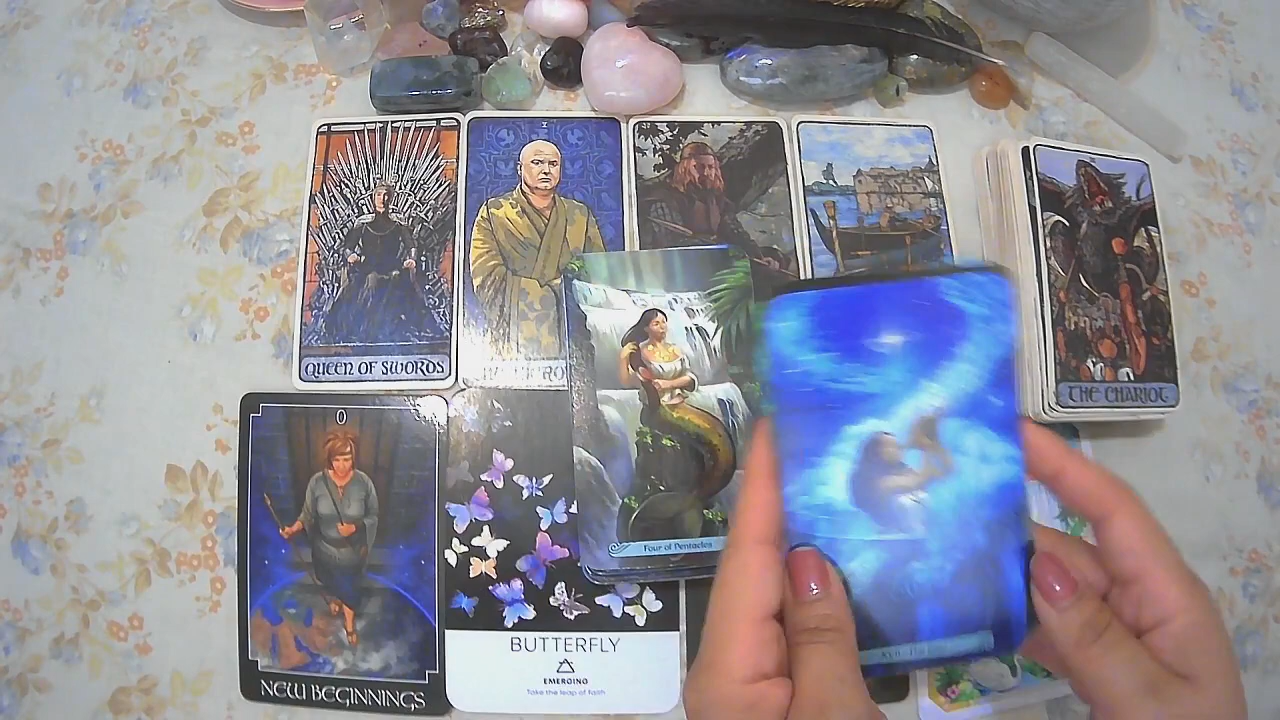 I
QUEEN OF SWORDS
THE CHARIOT
0
Four of Pentacles
BUTTERFLY
EMERGING
Take the leap of faith
NEW BEGINNINGS